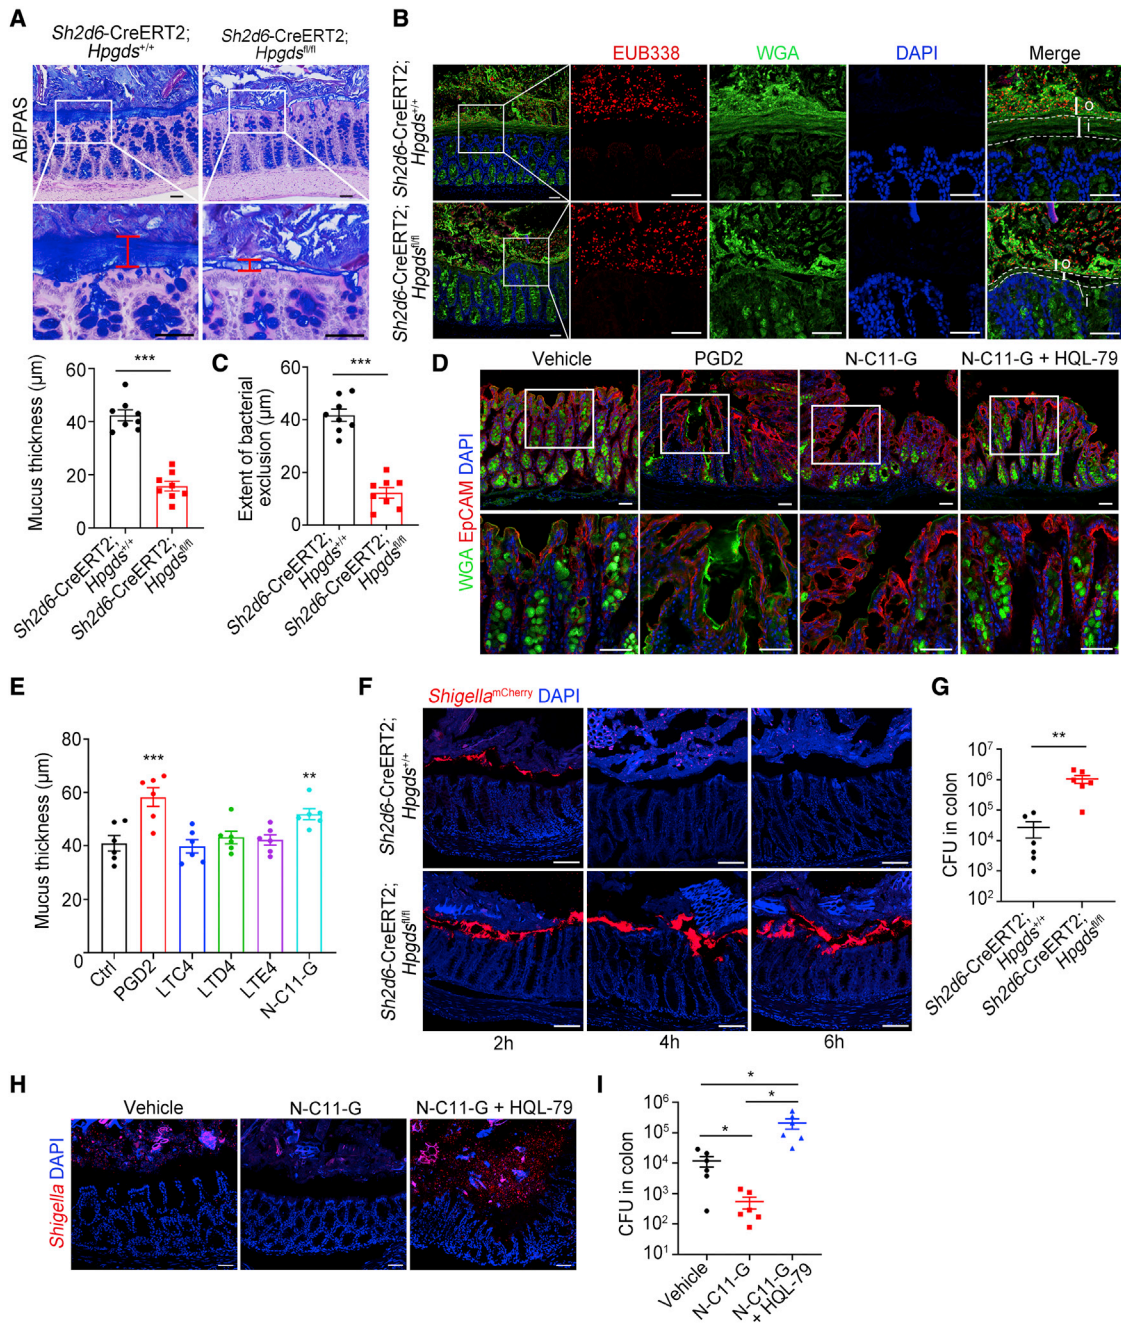 A
Sh2d6-CreERT2;
Hpgds+/+
Sh2d6-CreERT2;
Hpgdsfl/fl
AB/PAS
Mucus thickness (µm)
60
40
20
0
***
Sh2d6-CreERT2;
Hpgds+/+
Sh2d6-CreERT2;
Hpgdsfl/fl
B
EUB338
WGA
DAPI
Merge
Sh2d6-CreERT2;
Hpgds+/+
Sh2d6-CreERT2;
Hpgdsfl/fl
o
i
o
i
C
Extent of bacterial
exclusion (µm)
60
40
20
0
***
Sh2d6-CreERT2;
Hpgds+/+
Sh2d6-CreERT2;
Hpgdsfl/fl
D
Vehicle
PGD2
N-C11-G
N-C11-G + HQL-79
WGA EpCAM DAPI
E
Mucus thickness (µm)
80
60
40
20
0
***
**
Ctrl
PGD2
LTC4
LTD4
LTE4
N-C11-G
F
ShigellamCherry DAPI
Sh2d6-CreERT2;
Hpgds+/+
Sh2d6-CreERT2;
Hpgdsfl/fl
2h
4h
6h
G
CFU in colon
10^7
10^6
10^5
10^4
10^3
10^2
**
Sh2d6-CreERT2;
Hpgds+/+
Sh2d6-CreERT2;
Hpgdsfl/fl
H
Vehicle
N-C11-G
N-C11-G + HQL-79
Shigella DAPI
I
CFU in colon
10^6
10^5
10^4
10^3
10^2
10^1
*
*
*
Vehicle
N-C11-G
N-C11-G
+ HQL-79